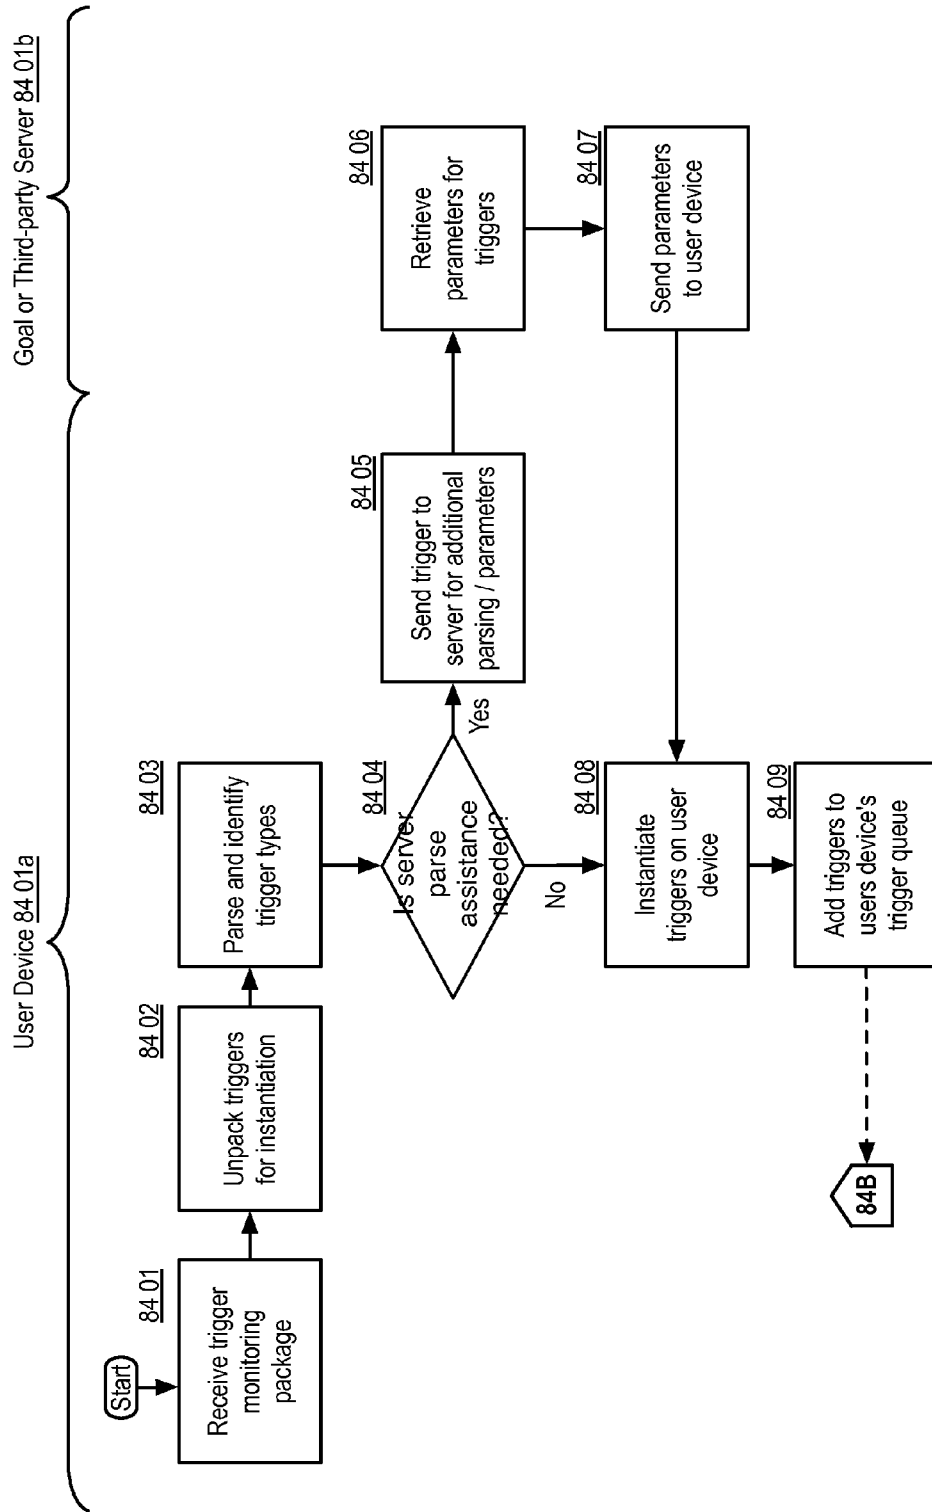 User Device 84 01a
Goal or Third-party Server 84 01b
Start
84 01
Receive trigger
monitoring
package
84 02
Unpack triggers
for instantiation
84 03
Parse and identify
trigger types
84 04
Is server
parse
assistance
needed?
Yes
No
84 05
Send trigger to
server for additional
parsing / parameters
84 06
Retrieve
parameters for
triggers
84 07
Send parameters
to user device
84 08
Instantiate
triggers on user
device
84 09
Add triggers to
users device's
trigger queue
84B